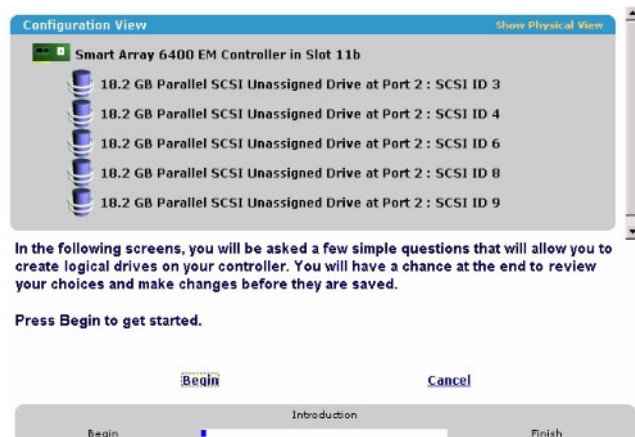 Configuration View
Show Physical View
Smart Array 6400 EM Controller in Slot 11b
18.2 GB Parallel SCSI Unassigned Drive at Port 2 : SCSI ID 3
18.2 GB Parallel SCSI Unassigned Drive at Port 2 : SCSI ID 4
18.2 GB Parallel SCSI Unassigned Drive at Port 2 : SCSI ID 6
18.2 GB Parallel SCSI Unassigned Drive at Port 2 : SCSI ID 8
18.2 GB Parallel SCSI Unassigned Drive at Port 2 : SCSI ID 9
In the following screens, you will be asked a few simple questions that will allow you to
create logical drives on your controller. You will have a chance at the end to review
your choices and make changes before they are saved.
Press Begin to get started.
Begin
Cancel
Introduction
Begin
Finish